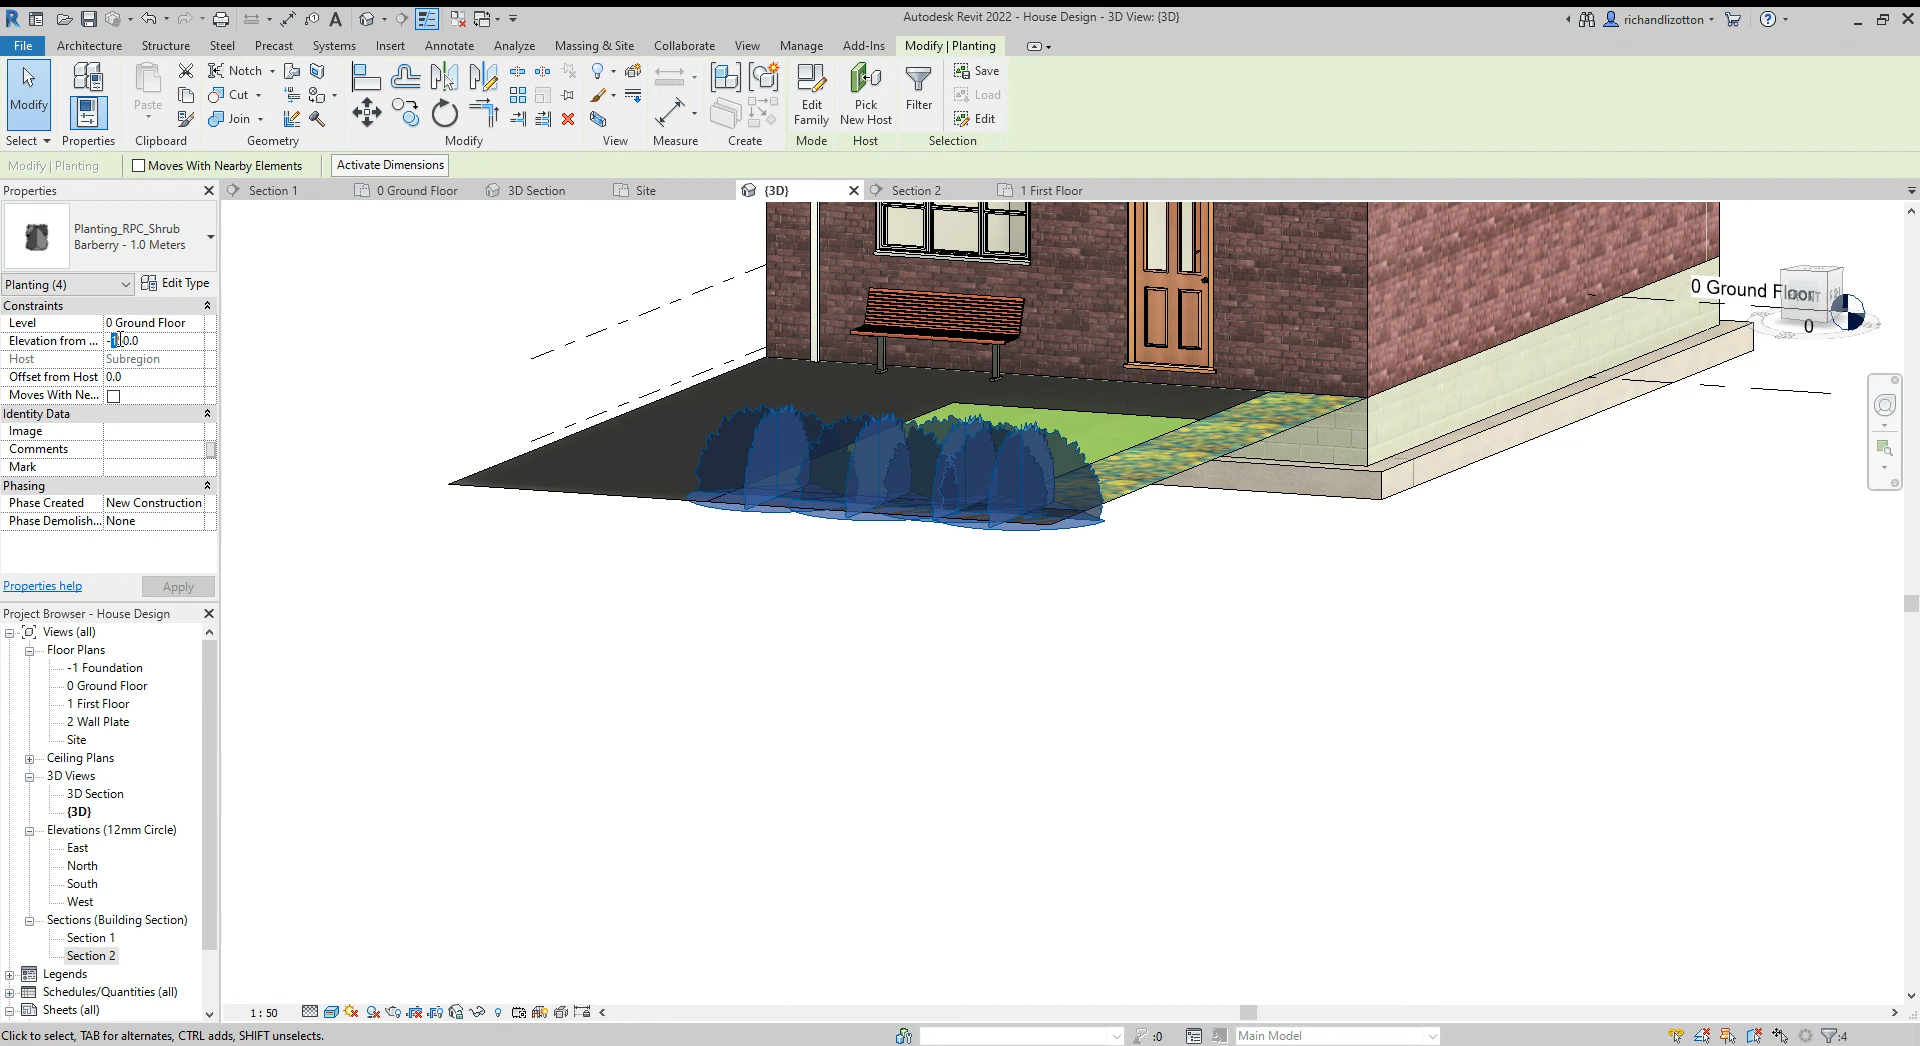 Autodesk Revit 2022 - House Design - 3D View: {3D}
richandlizotton
File
Architecture
Structure
Steel
Precast
Systems
Insert
Annotate
Analyze
Massing & Site
Collaborate
View
Manage
Add-Ins
Modify | Planting
Modify
Paste
Notch
Cut
Join
Edit Family
Pick New Host
Filter
Save
Load
Edit
Select
Properties
Clipboard
Geometry
Modify
View
Measure
Create
Mode
Host
Selection
Modify | Planting
Moves With Nearby Elements
Activate Dimensions
Properties
Section 1
0 Ground Floor
3D Section
Site
{3D}
Section 2
1 First Floor
Planting_RPC_Shrub
Barberry - 1.0 Meters
Planting (4)
Edit Type
Constraints
Level 0 Ground Floor
Elevation from ...
Host Subregion
Offset from Host 0.0
Moves With Ne...
Identity Data
Image
Comments
Mark
Phasing
Phase Created New Construction
Phase Demolish... None
Properties help
Apply
0 Ground Floor
0
Project Browser - House Design
Views (all)
Floor Plans
-1 Foundation
0 Ground Floor
1 First Floor
2 Wall Plate
Site
Ceiling Plans
3D Views
3D Section
{3D}
Elevations (12mm Circle)
East
North
South
West
Sections (Building Section)
Section 1
Section 2
Legends
Schedules/Quantities (all)
Sheets (all)
1 : 50
Click to select, TAB for alternates, CTRL adds, SHIFT unselects.
:0
Main Model
:4